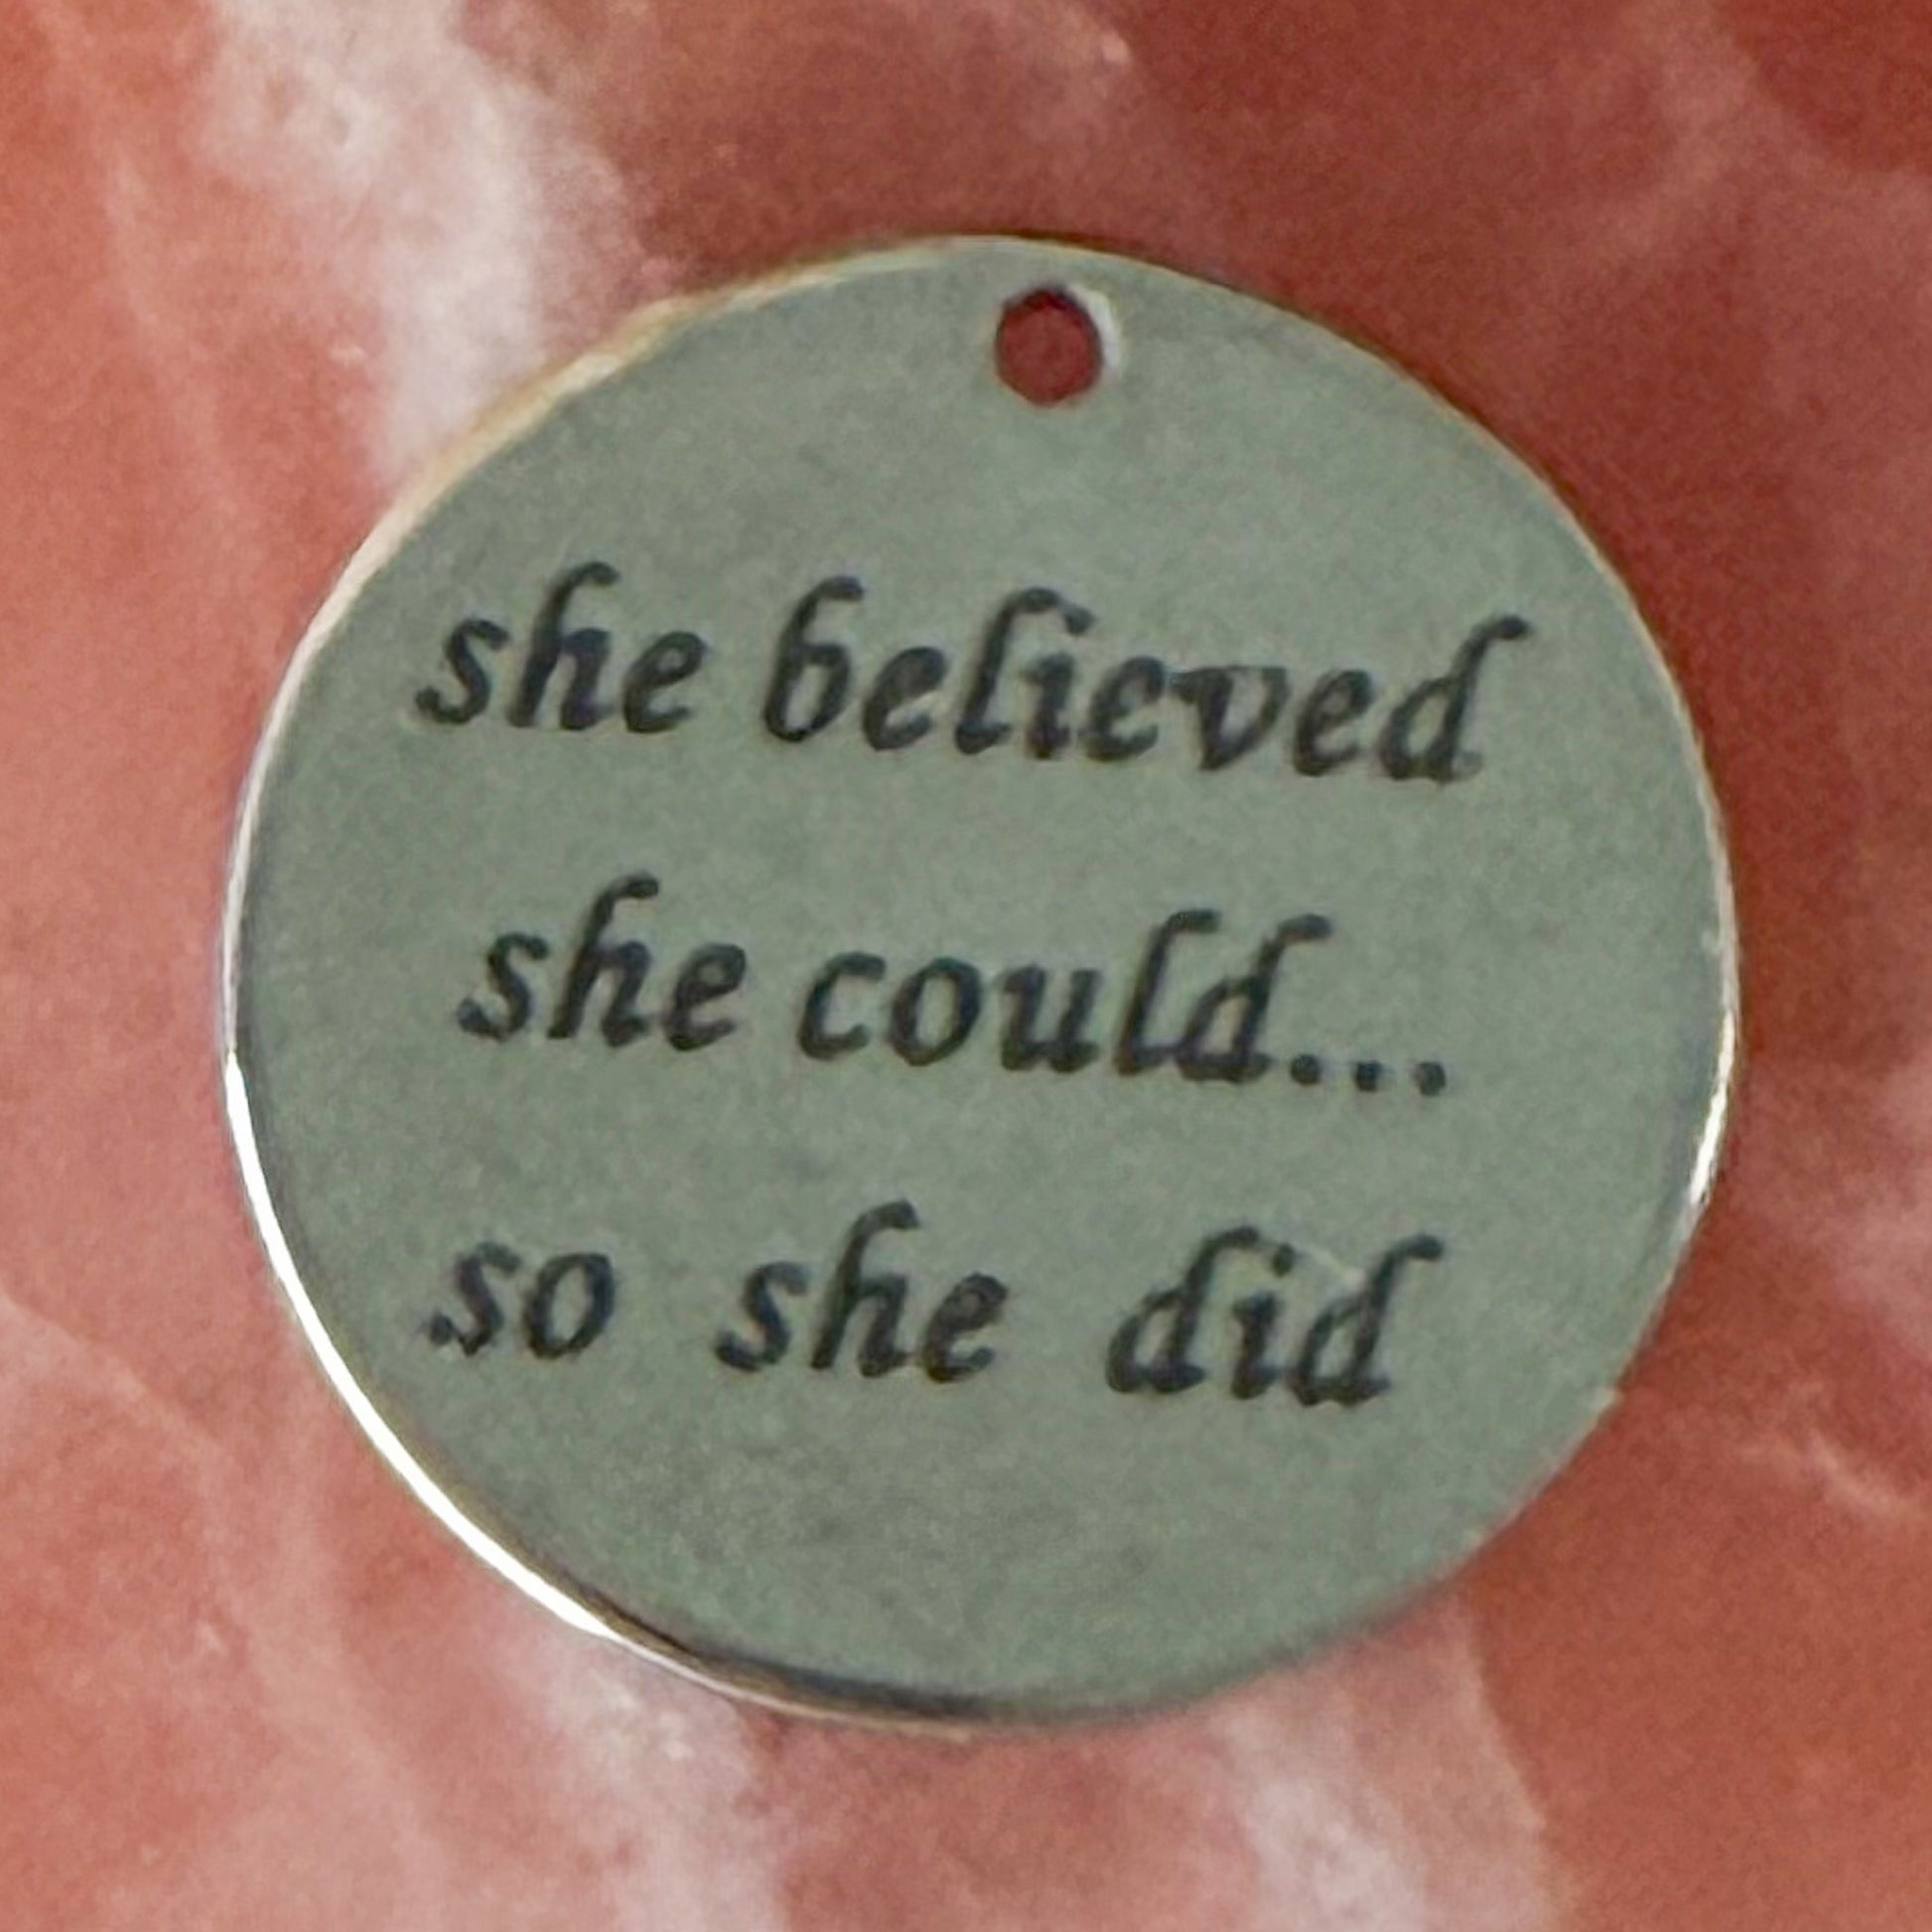 she believed
she could...
so she did